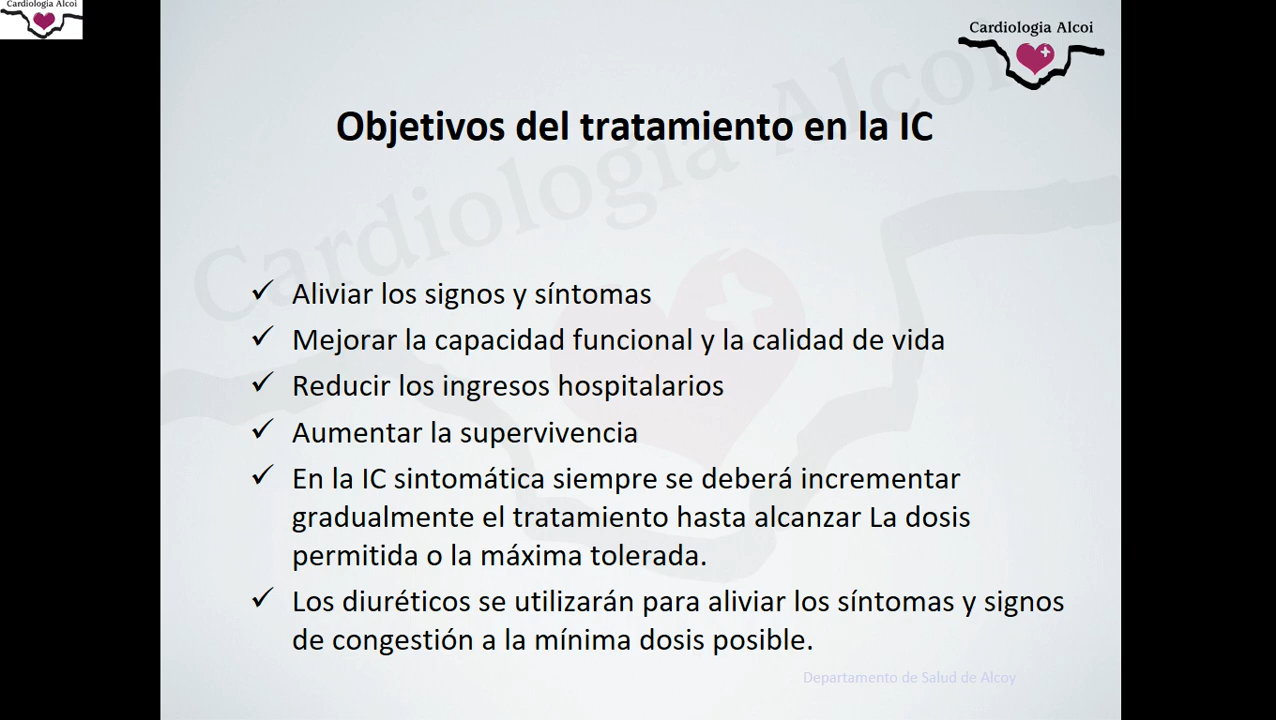 Cardiologia Alcoi
Cardiologia Alcoi
Cardiologia Alcoi
Objetivos del tratamiento en la IC
✓ Aliviar los signos y síntomas
✓ Mejorar la capacidad funcional y la calidad de vida
✓ Reducir los ingresos hospitalarios
✓ Aumentar la supervivencia
✓ En la IC sintomática siempre se deberá incrementar
gradualmente el tratamiento hasta alcanzar La dosis
permitida o la máxima tolerada.
✓ Los diuréticos se utilizarán para aliviar los síntomas y signos
de congestión a la mínima dosis posible.
Departamento de Salud de Alcoy